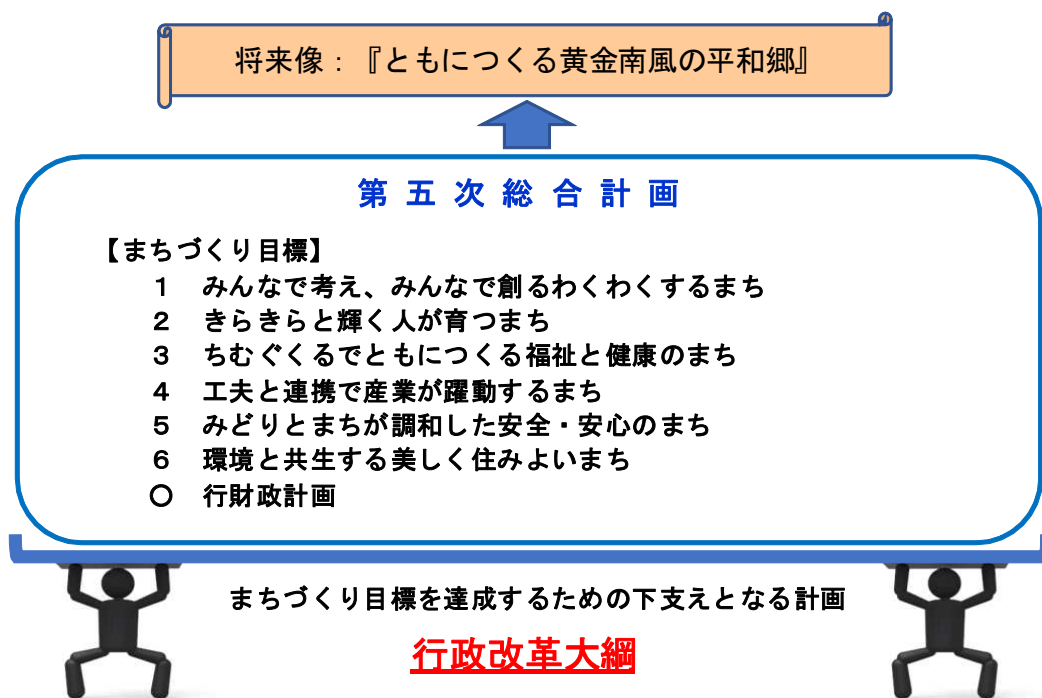 将来像：『ともにつくる黄金南風の平和郷』
第五次総合計画
【まちづくり目標】
１　みんなで考え、みんなで創るわくわくするまち
２　きらきらと輝く人が育つまち
３　ちむぐくるでともにつくる福祉と健康のまち
４　工夫と連携で産業が躍動するまち
５　みどりとまちが調和した安全・安心のまち
６　環境と共生する美しく住みよいまち
〇　行財政計画
まちづくり目標を達成するための下支えとなる計画
行政改革大綱